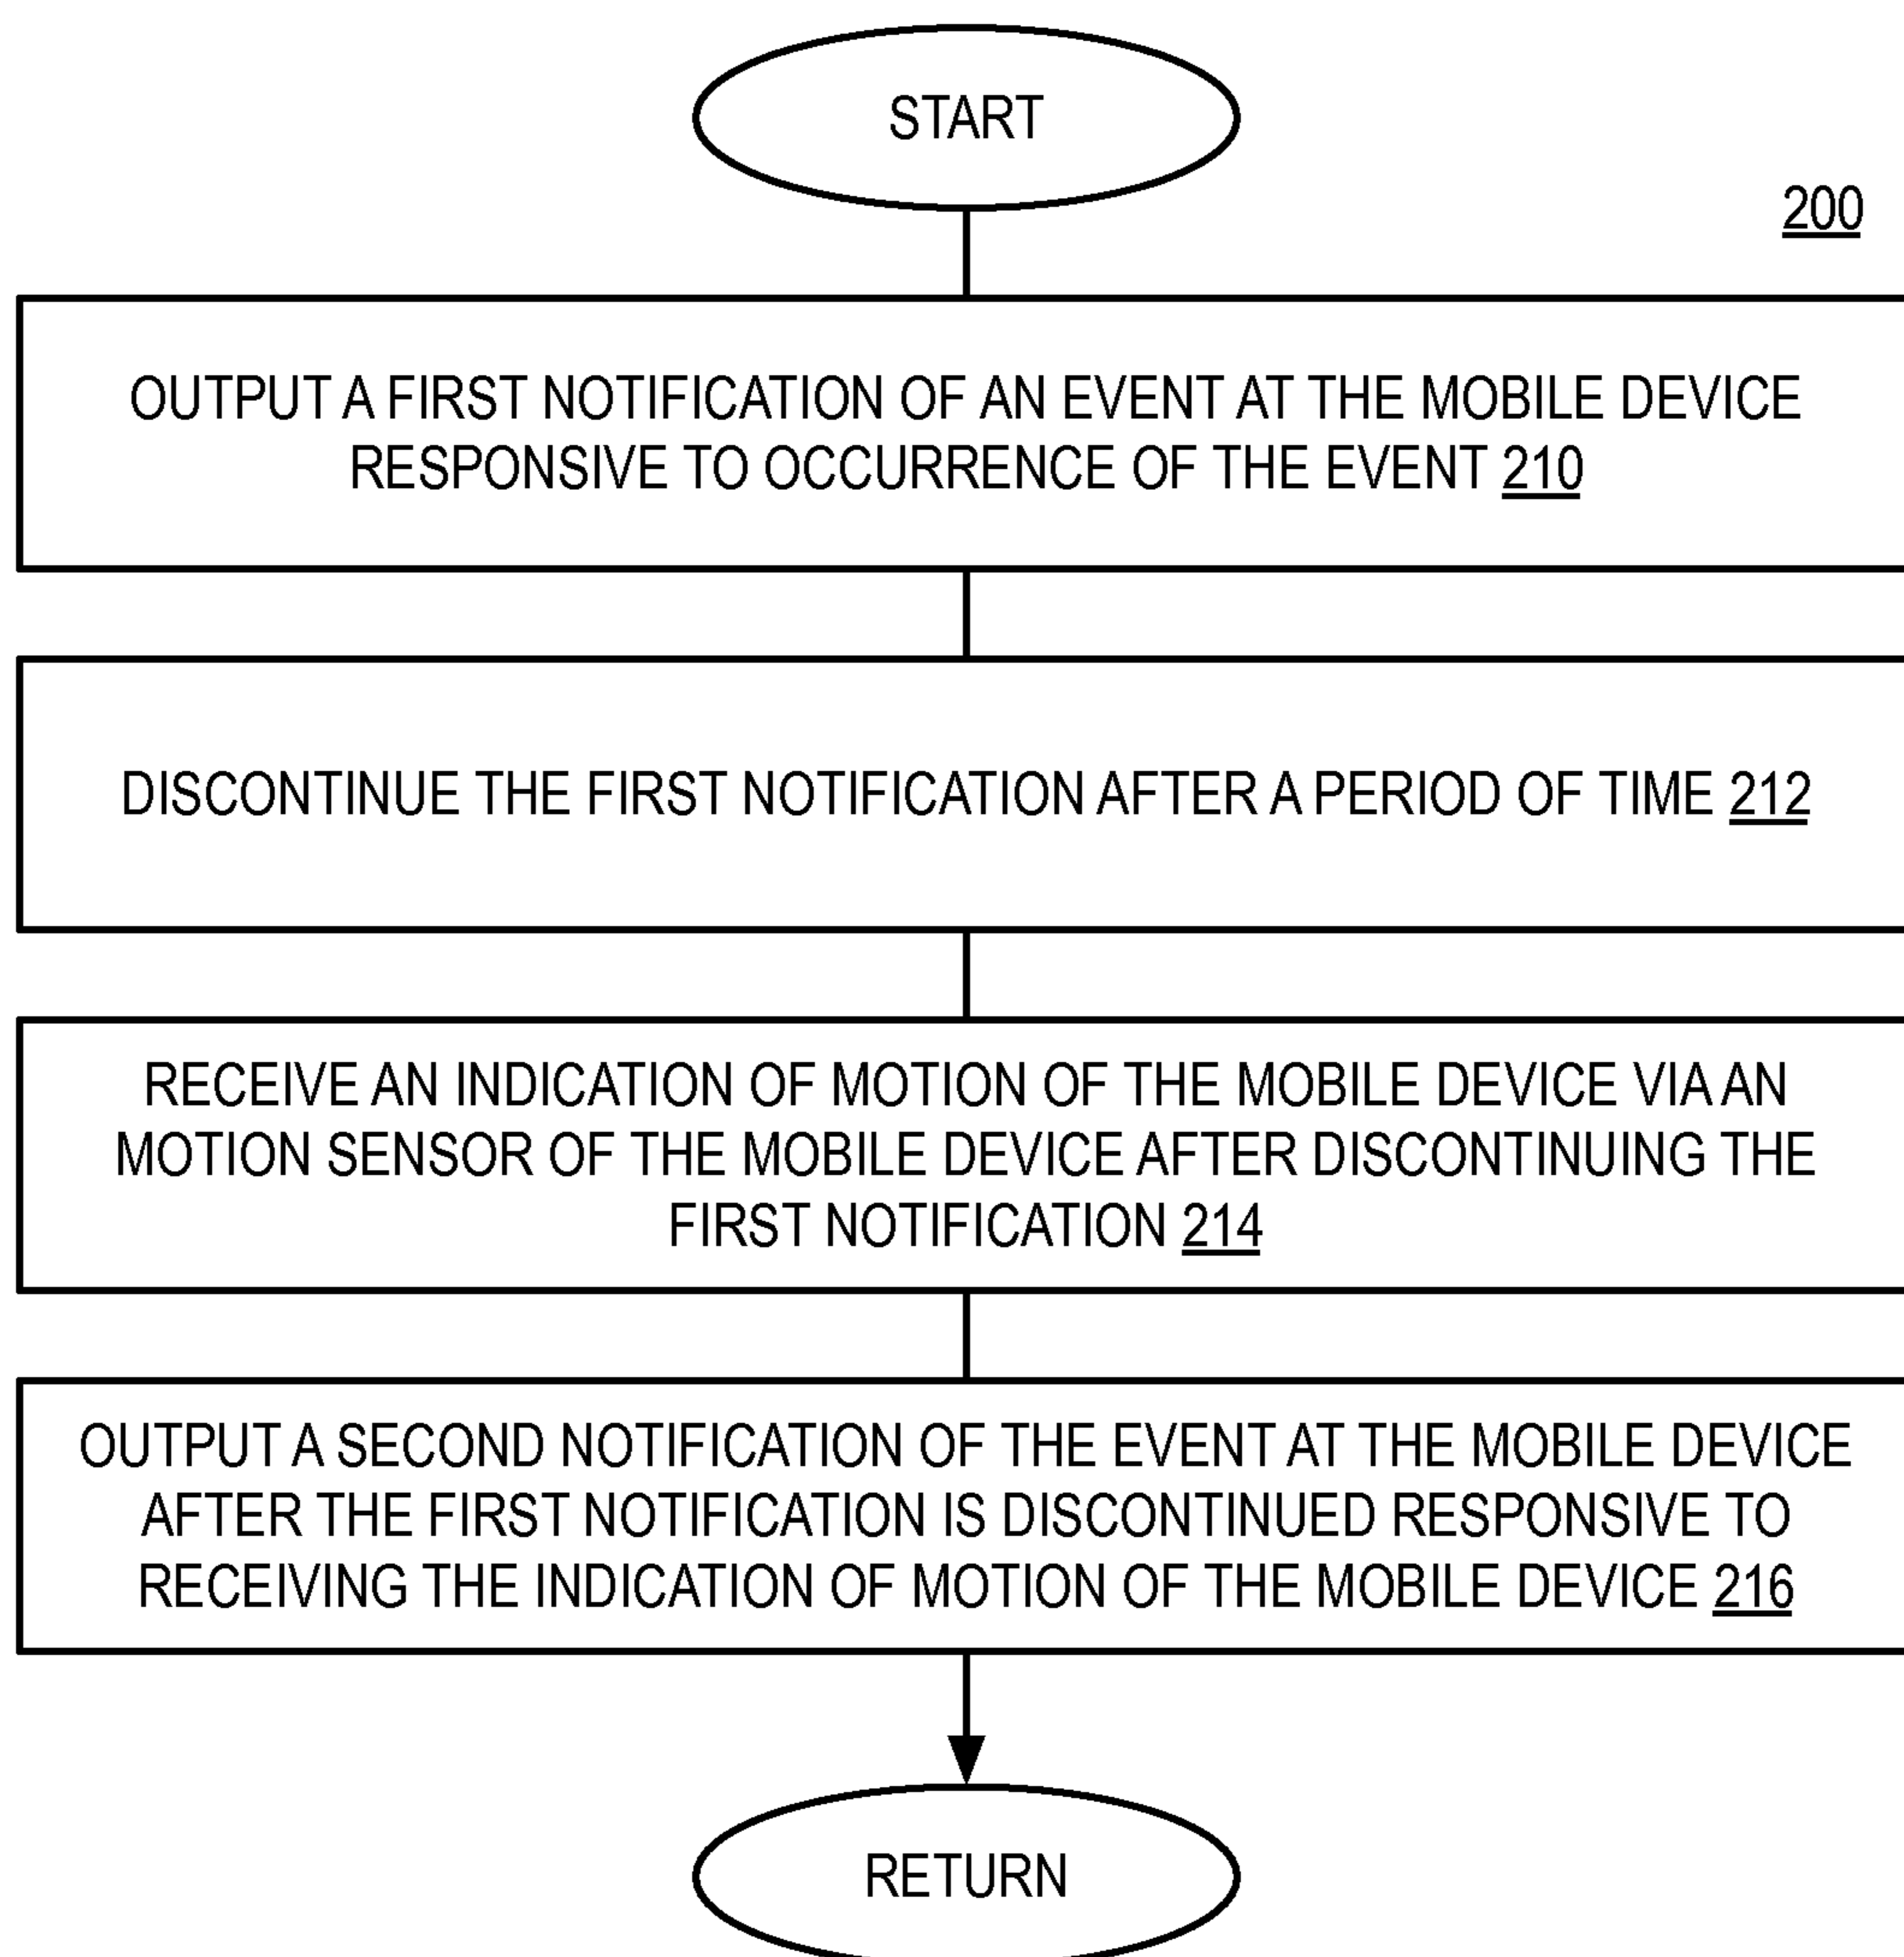 START
200
OUTPUT A FIRST NOTIFICATION OF AN EVENT AT THE MOBILE DEVICE
RESPONSIVE TO OCCURRENCE OF THE EVENT 210
DISCONTINUE THE FIRST NOTIFICATION AFTER A PERIOD OF TIME 212
RECEIVE AN INDICATION OF MOTION OF THE MOBILE DEVICE VIA AN
MOTION SENSOR OF THE MOBILE DEVICE AFTER DISCONTINUING THE
FIRST NOTIFICATION 214
OUTPUT A SECOND NOTIFICATION OF THE EVENT AT THE MOBILE DEVICE
AFTER THE FIRST NOTIFICATION IS DISCONTINUED RESPONSIVE TO
RECEIVING THE INDICATION OF MOTION OF THE MOBILE DEVICE 216
RETURN